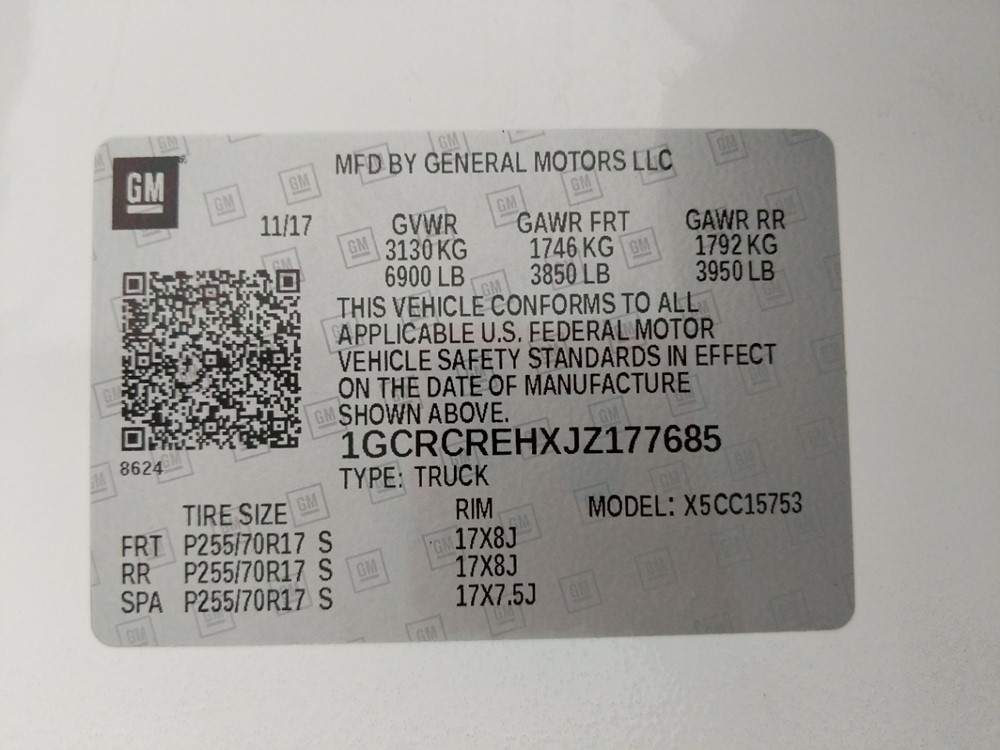 GM
MFD BY GENERAL MOTORS LLC
11/17
GVWR GAWR FRT GAWR RR
3130 KG 1746 KG 1792 KG
6900 LB 3850 LB 3950 LB
THIS VEHICLE CONFORMS TO ALL
APPLICABLE U.S. FEDERAL MOTOR
VEHICLE SAFETY STANDARDS IN EFFECT
ON THE DATE OF MANUFACTURE
SHOWN ABOVE.
1GCRCREHXJZ177685
8624
TYPE: TRUCK
TIRE SIZE RIM MODEL: X5CC15753
FRT P255/70R17 S 17X8J
RR P255/70R17 S 17X8J
SPA P255/70R17 S 17X7.5J